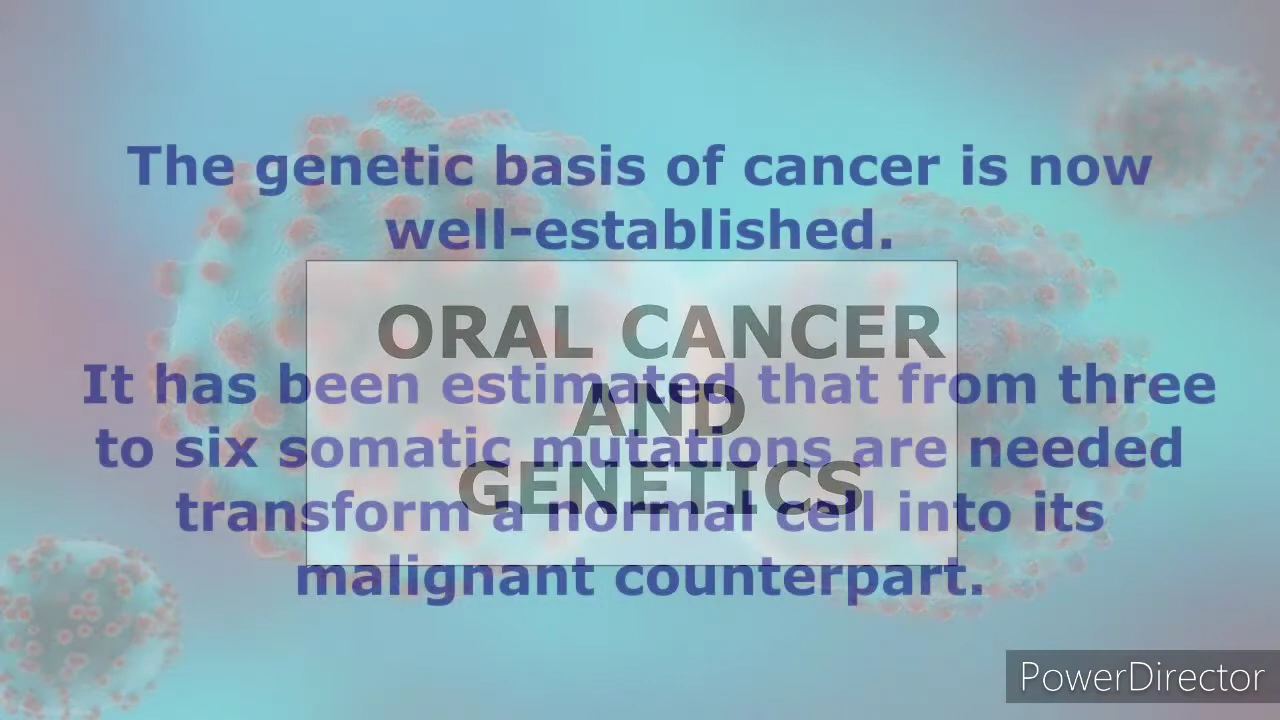 The genetic basis of cancer is now
well-established.
ORAL CANCER
AND
GENETICS
It has been estimated that from three
to six somatic mutations are needed
transform a normal cell into its
malignant counterpart.
PowerDirector